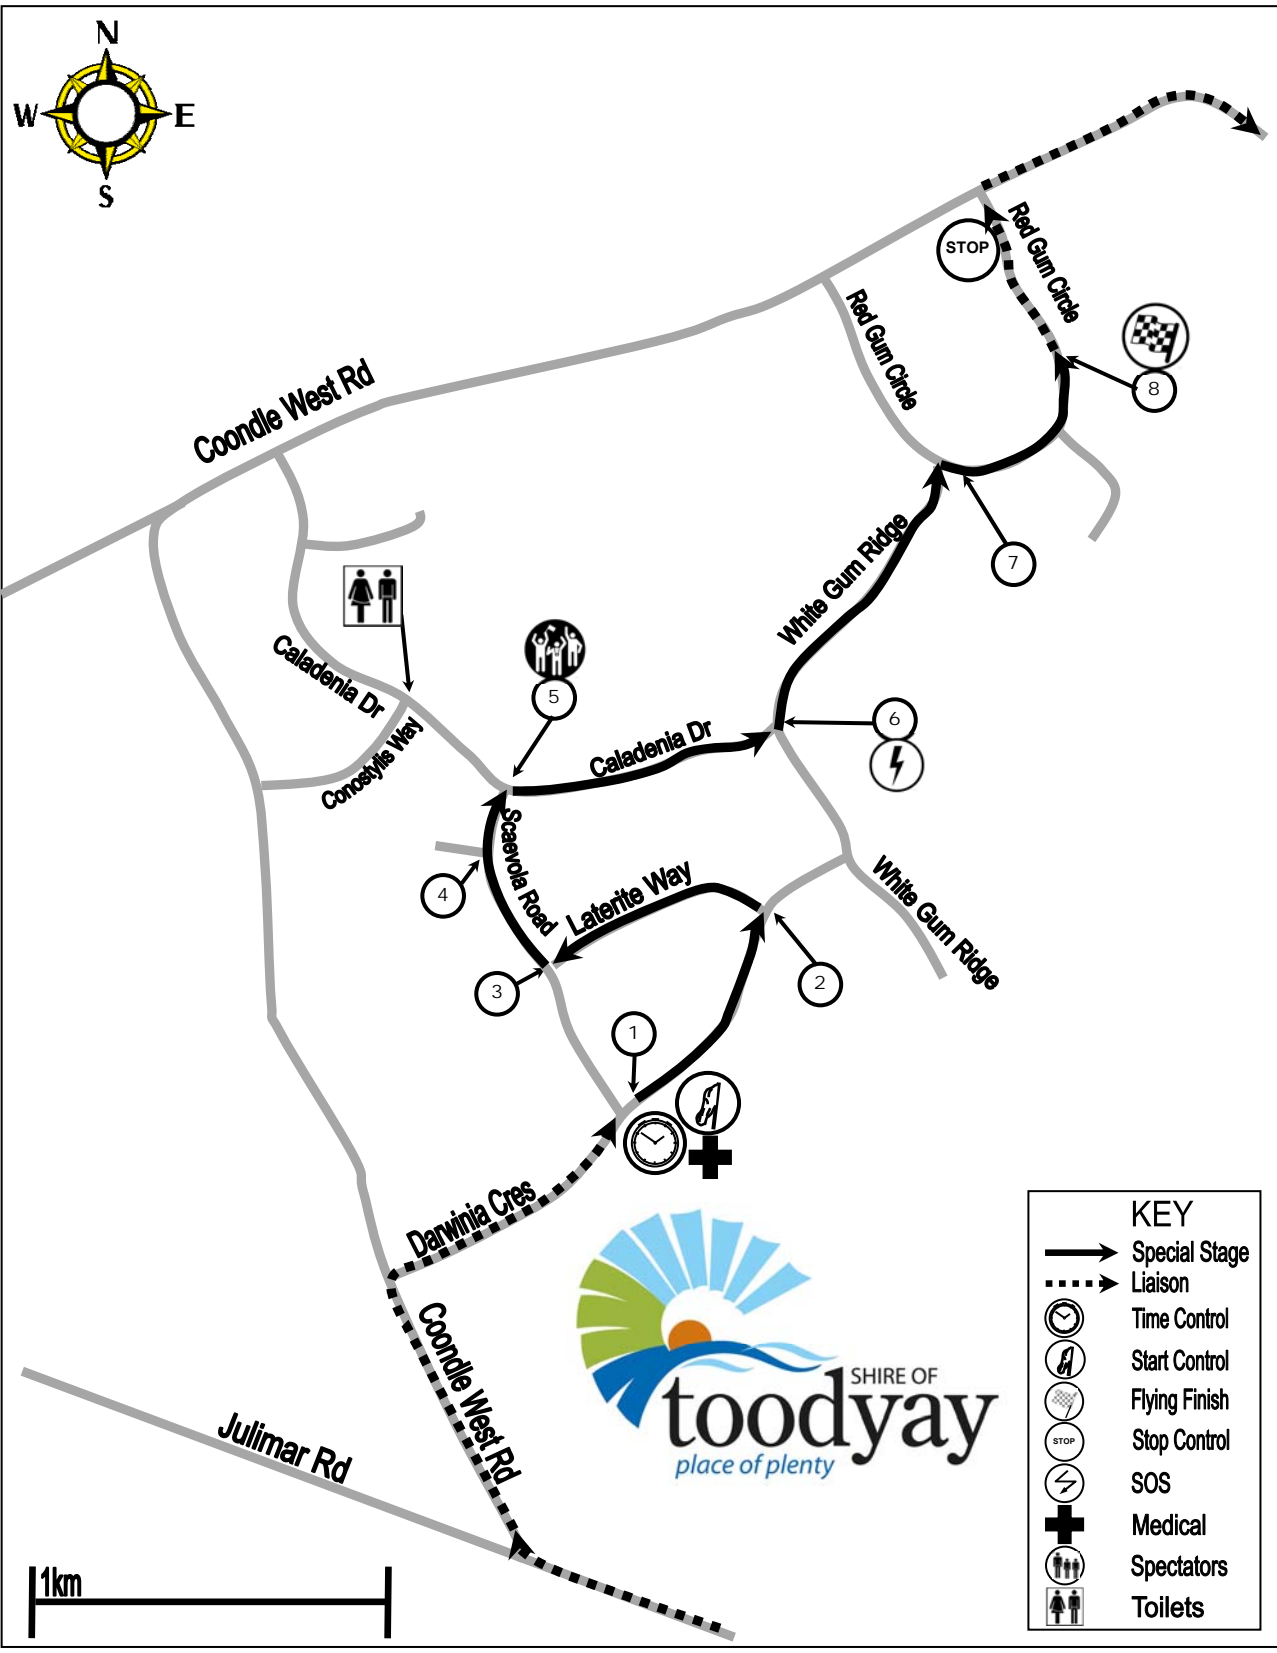 N
W E
S
Red Gum Circle
STOP
Red Gum Circle
8
Coondle West Rd
White Gum Ridge
7
Caladenia Dr
5
6
Caladenia Dr
Conostylis Way
Scaevola Road
4
Laterite Way
White Gum Ridge
3
2
1
Darwinia Cres
Coondle West Rd
Julimar Rd
1km
SHIRE OF
toodyay
place of plenty
KEY
Special Stage
Liaison
Time Control
Start Control
Flying Finish
STOP Stop Control
SOS
Medical
Spectators
Toilets